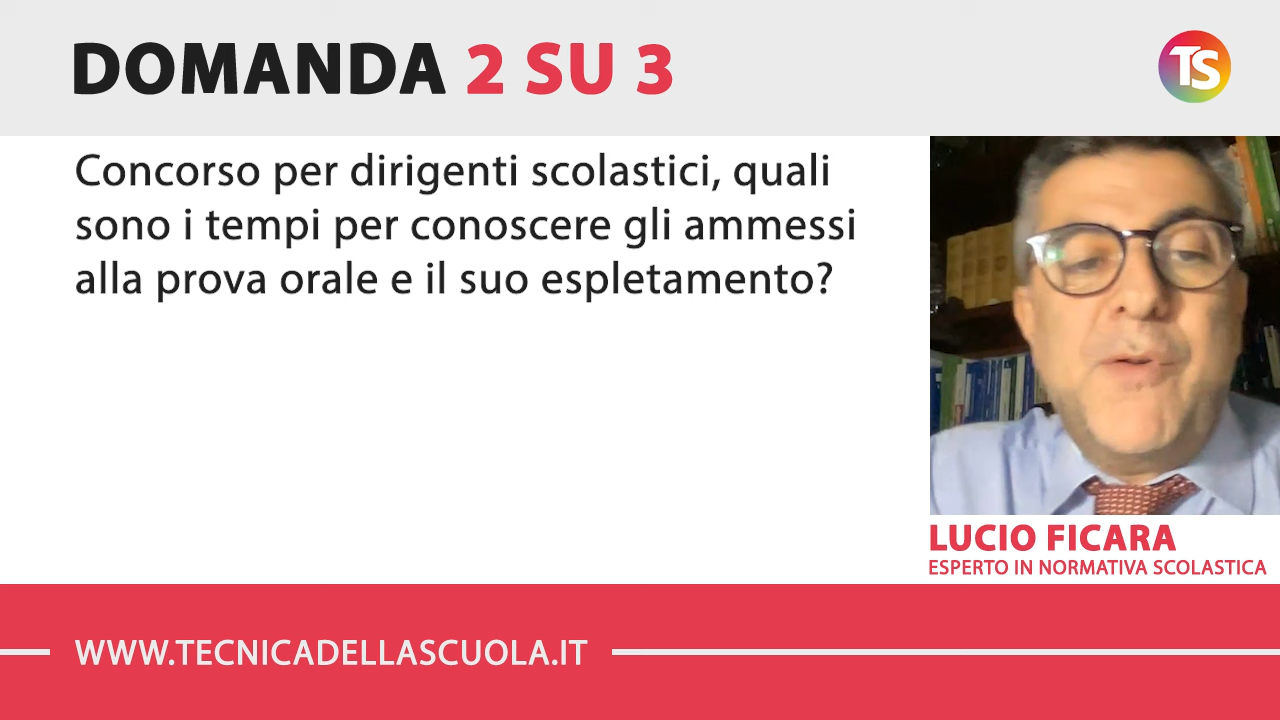 DOMANDA 2 SU 3
TS
Concorso per dirigenti scolastici, quali
sono i tempi per conoscere gli ammessi
alla prova orale e il suo espletamento?
LUCIO FICARA
ESPERTO IN NORMATIVA SCOLASTICA
WWW.TECNICADELLASCUOLA.IT